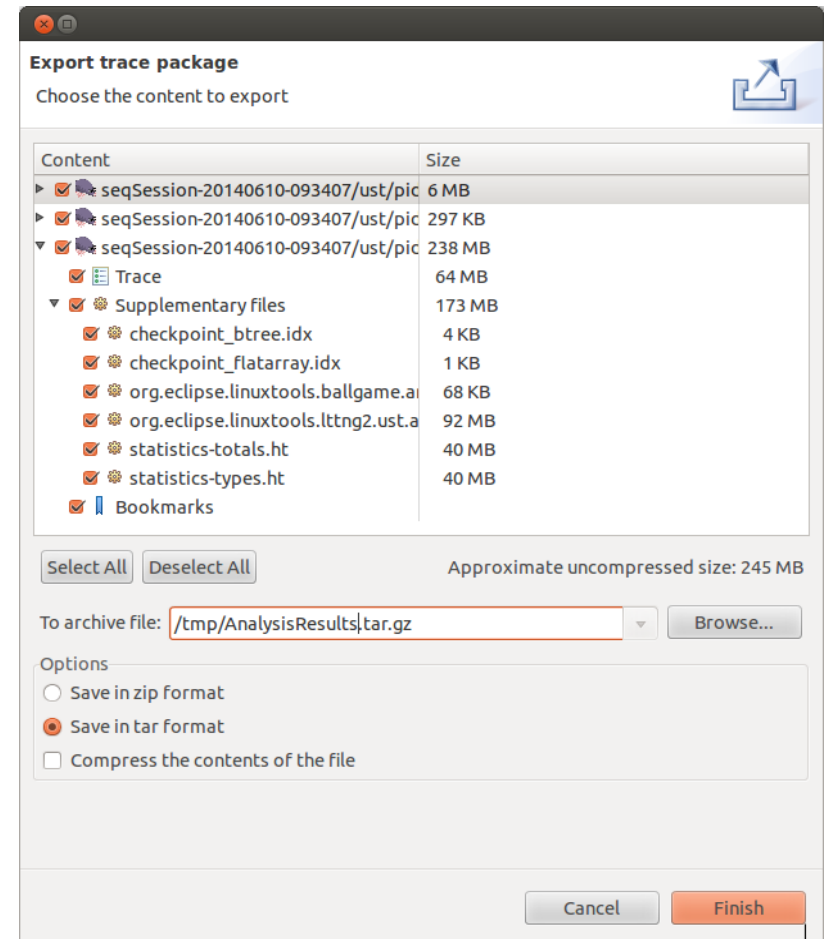 Export trace package
Choose the content to export
Content Size
seqSession-20140610-093407/ust/pic 6 MB
seqSession-20140610-093407/ust/pic 297 KB
seqSession-20140610-093407/ust/pic 238 MB
Trace 64 MB
Supplementary files 173 MB
checkpoint_btree.idx 4 KB
checkpoint_flatarray.idx 1 KB
org.eclipse.linuxtools.ballgame.a 68 KB
org.eclipse.linuxtools.lttng2.ust.a 92 MB
statistics-totals.ht 40 MB
statistics-types.ht 40 MB
Bookmarks
Select All Deselect All Approximate uncompressed size: 245 MB
To archive file: /tmp/AnalysisResults.tar.gz Browse...
Options
Save in zip format
Save in tar format
Compress the contents of the file
Cancel Finish